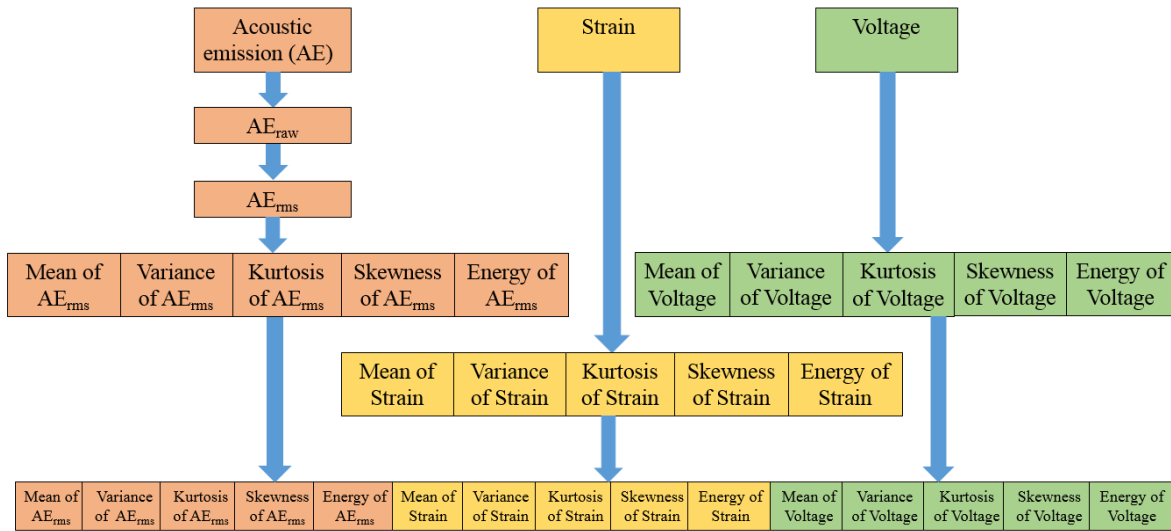 Acoustic
emission (AE)
Strain
Voltage
AEraw
AErms
Mean of
AErms
Variance
of AErms
Kurtosis
of AErms
Skewness
of AErms
Energy of
AErms
Mean of
Voltage
Variance
of Voltage
Kurtosis
of Voltage
Skewness
of Voltage
Energy of
Voltage
Mean of
Strain
Variance
of Strain
Kurtosis
of Strain
Skewness
of Strain
Energy of
Strain
Mean of
AErms
Variance
of AErms
Kurtosis
of AErms
Skewness
of AErms
Energy of
AErms
Mean of
Strain
Variance
of Strain
Kurtosis
of Strain
Skewness
of Strain
Energy of
Strain
Mean of
Voltage
Variance
of Voltage
Kurtosis
of Voltage
Skewness
of Voltage
Energy of
Voltage